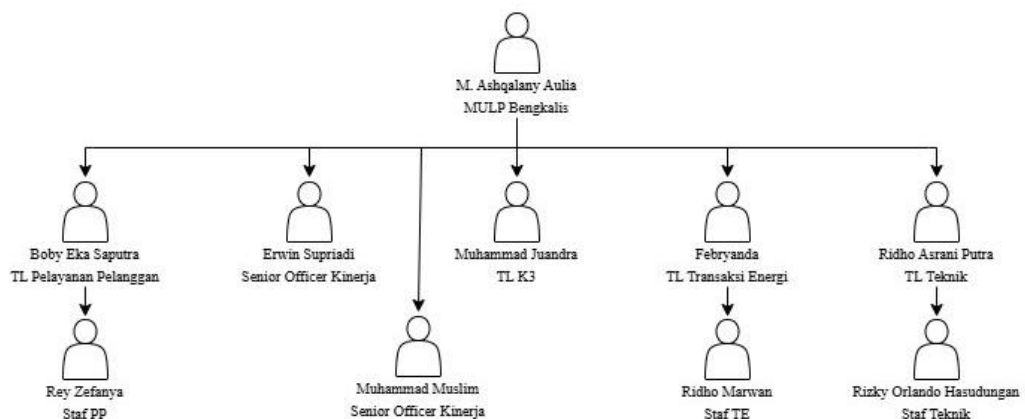 M. Ashqalany Aulia
MULP Bengkalis
Boby Eka Saputra
TL Pelayanan Pelanggan
Erwin Supriadi
Senior Officer Kinerja
Muhammad Juandra
TL K3
Febryanda
TL Transaksi Energi
Ridho Asrani Putra
TL Teknik
Rey Zefanya
Staf PP
Muhammad Muslim
Senior Officer Kinerja
Ridho Marwan
Staf TE
Rizky Orlando Hasudungan
Staf Teknik